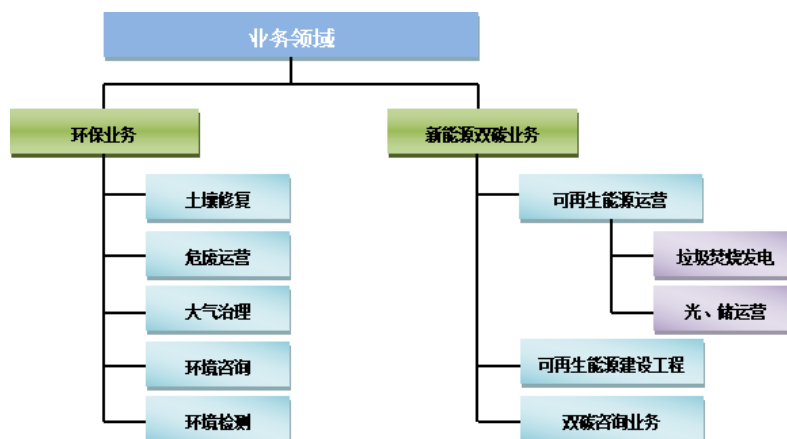 业务领域
环保业务
土壤修复
危废运营
大气治理
环境咨询
环境检测
新能源双碳业务
可再生能源运营
垃圾焚烧发电
光、储运营
可再生能源建设工程
双碳咨询业务